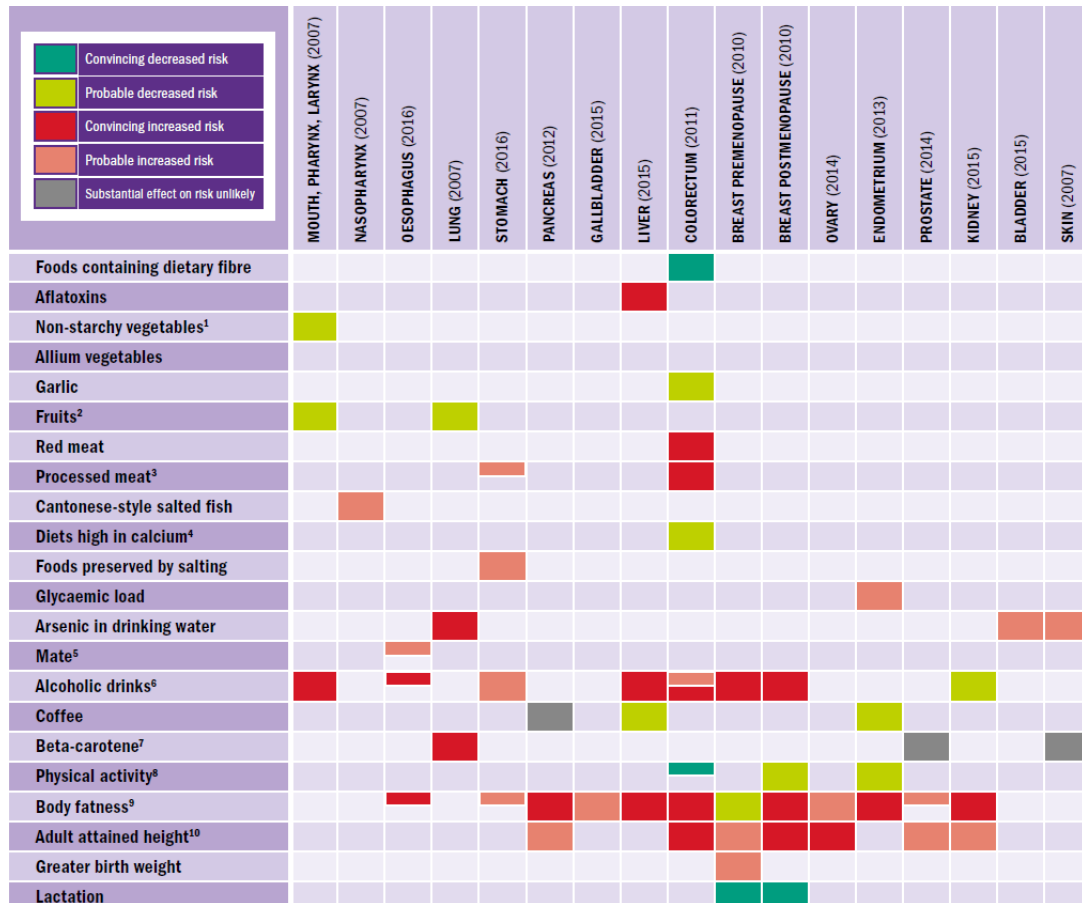 Convincing decreased risk
Probable decreased risk
Convincing increased risk
Probable increased risk
Substantial effect on risk unlikely
MOUTH, PHARYNX, LARYNX (2007)
NASOPHARYNX (2007)
OESOPHAGUS (2016)
LUNG (2007)
STOMACH (2016)
PANCREAS (2012)
GALLBLADDER (2015)
LIVER (2015)
COLORECTUM (2011)
BREAST PREMENOPAUSE (2010)
BREAST POSTMENOPAUSE (2010)
OVARY (2014)
ENDOMETRIUM (2013)
PROSTATE (2014)
KIDNEY (2015)
BLADDER (2015)
SKIN (2007)
Foods containing dietary fibre
Aflatoxins
Non-starchy vegetables¹
Allium vegetables
Garlic
Fruits²
Red meat
Processed meat³
Cantonese-style salted fish
Diets high in calcium⁴
Foods preserved by salting
Glycaemic load
Arsenic in drinking water
Mate⁵
Alcoholic drinks⁶
Coffee
Beta-carotene⁷
Physical activity⁸
Body fatness⁹
Adult attained height¹⁰
Greater birth weight
Lactation